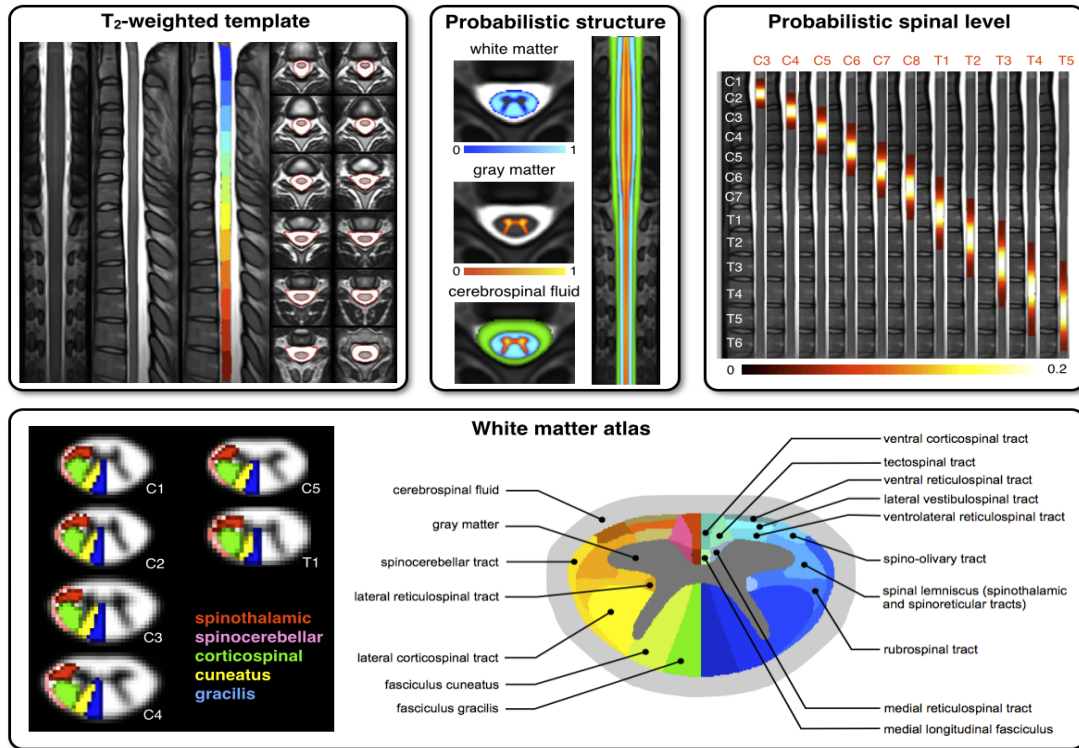 T₂-weighted template
Probabilistic structure
white matter
0 1
gray matter
0 1
cerebrospinal fluid
Probabilistic spinal level
C3 C4 C5 C6 C7 C8 T1 T2 T3 T4 T5
C1
C2
C3
C4
C5
C6
C7
T1
T2
T3
T4
T5
T6
0 0.2
White matter atlas
C1
C2
C3
C4
C5
T1
spinothalamic
spinocerebellar
corticospinal
cuneatus
gracilis
cerebrospinal fluid
gray matter
spinocerebellar tract
lateral reticulospinal tract
lateral corticospinal tract
fasciculus cuneatus
fasciculus gracilis
ventral corticospinal tract
tectospinal tract
ventral reticulospinal tract
lateral vestibulospinal tract
ventrolateral reticulospinal tract
spino-olivary tract
spinal lemniscus (spinothalamic
and spinoreticular tracts)
rubrospinal tract
medial reticulospinal tract
medial longitudinal fasciculus